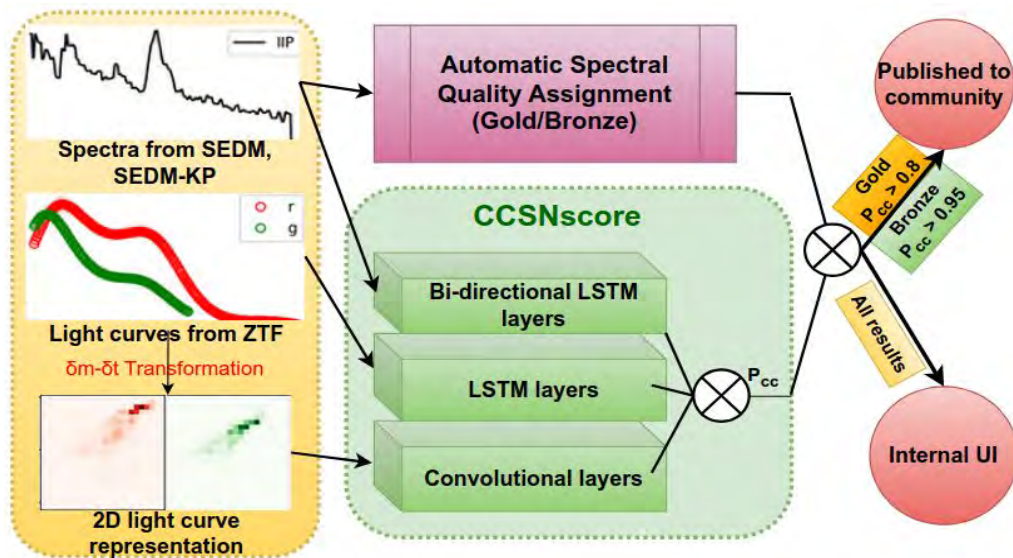 IIP
Spectra from SEDM,
SEDM-KP
r
g
Light curves from ZTF
δm-δt Transformation
2D light curve
representation
Automatic Spectral
Quality Assignment
(Gold/Bronze)
CCSNscore
Bi-directional LSTM
layers
LSTM layers
Convolutional layers
Pcc
Published to
community
Gold
Pcc > 0.8
Bronze
Pcc > 0.95
All results
Internal UI